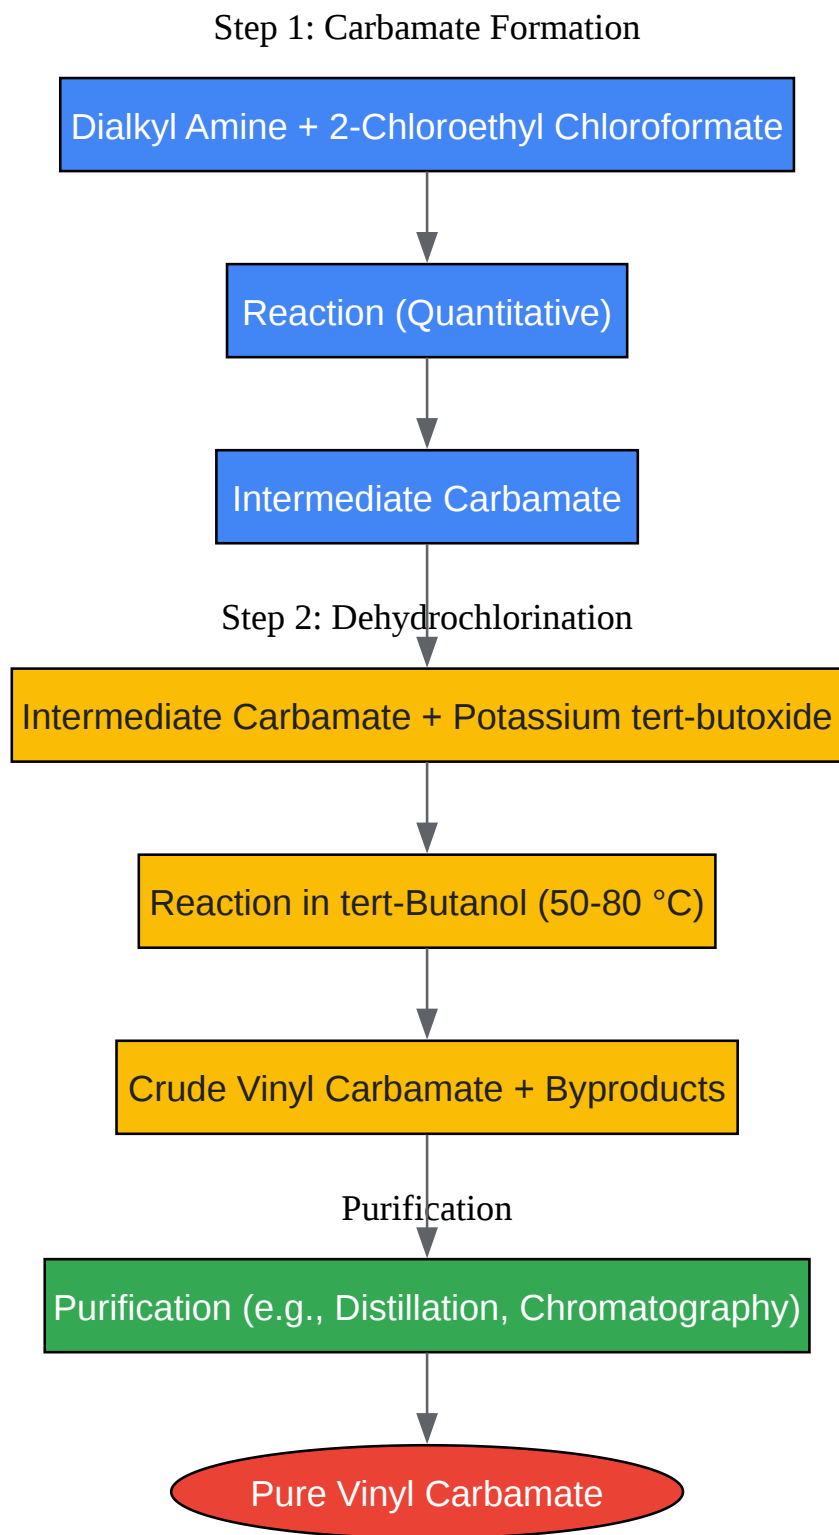 Step 1: Carbamate Formation
Dialkyl Amine + 2-Chloroethyl Chloroformate
Reaction (Quantitative)
Intermediate Carbamate
Step 2: Dehydrochlorination
Intermediate Carbamate + Potassium tert-butoxide
Reaction in tert-Butanol (50-80 °C)
Crude Vinyl Carbamate + Byproducts
Purification
Purification (e.g., Distillation, Chromatography)
Pure Vinyl Carbamate